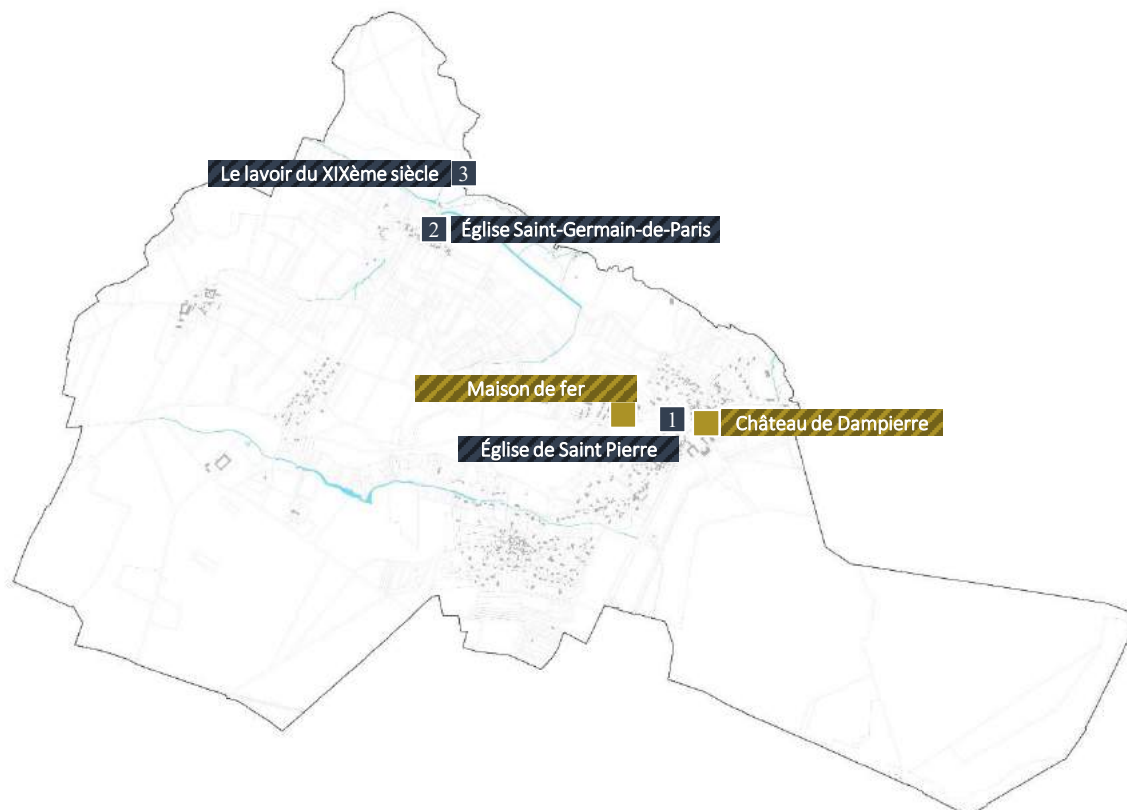 Le lavoir du XIXème siècle 3
2 Église Saint-Germain-de-Paris
Maison de fer
1
Château de Dampierre
Église de Saint Pierre